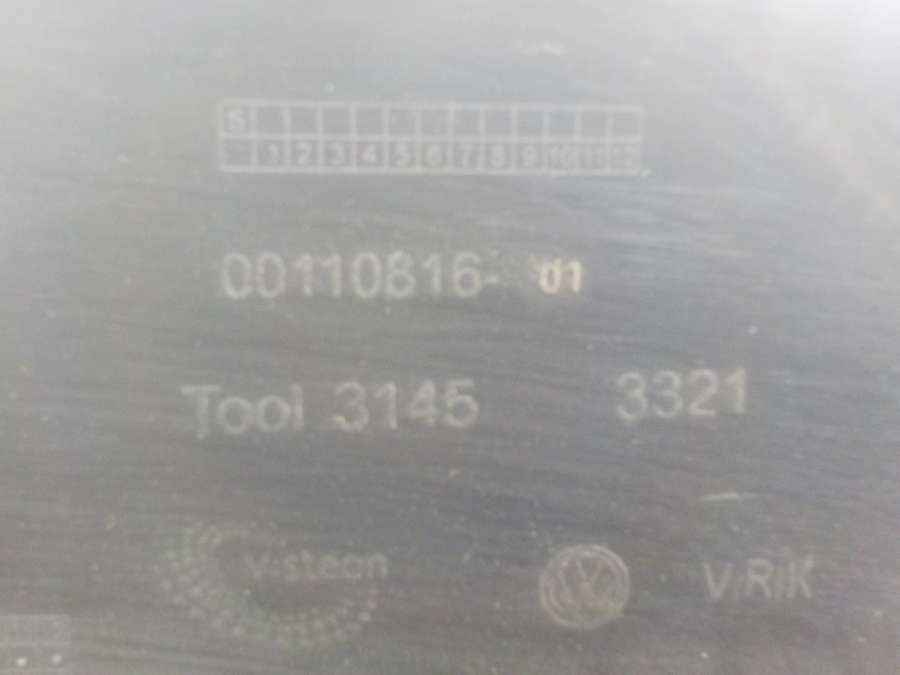 S
1 2 3 4 5 6 7 8 9 10 11 12
00110816- 01
Tool 3145 3321
Visteon VW V.RIK